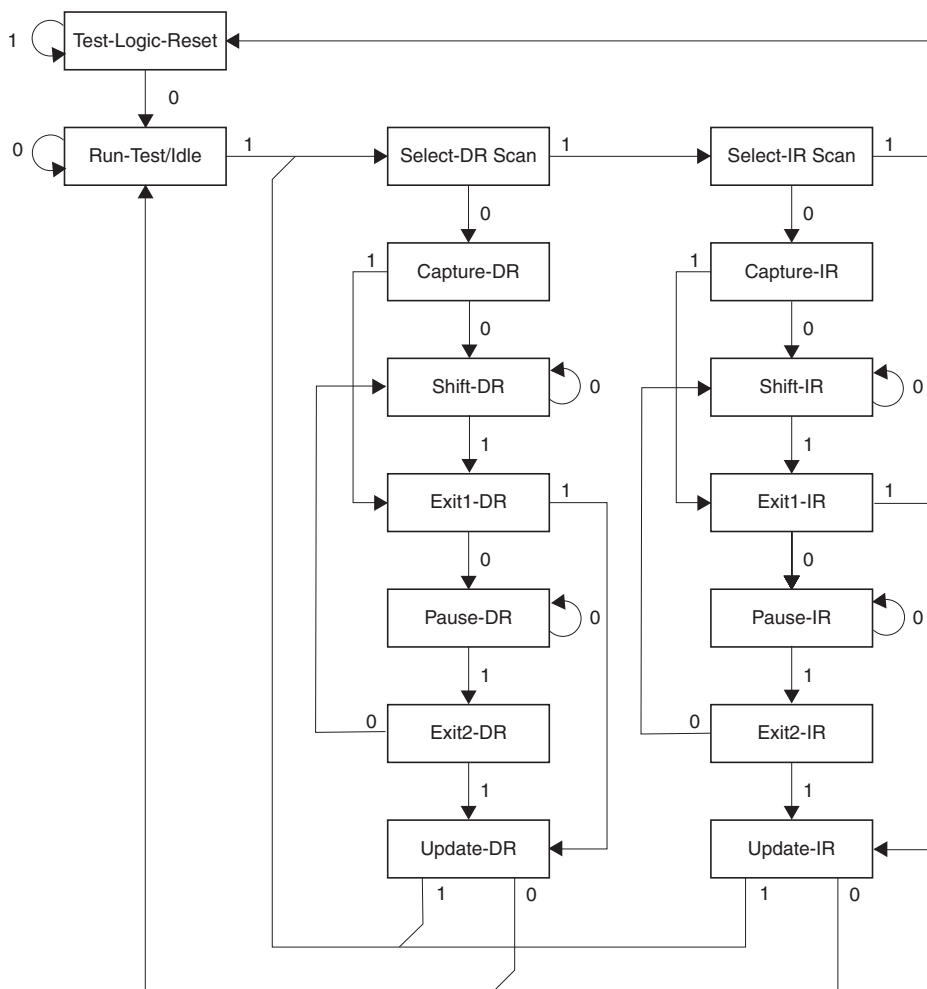 1 Test-Logic-Reset
0
0 Run-Test/Idle 1 Select-DR Scan 1 Select-IR Scan 1
0 0
1 Capture-DR 1 Capture-IR
0 0
Shift-DR 0 Shift-IR 0
1 1
Exit1-DR 1 Exit1-IR 1
0 0
Pause-DR 0 Pause-IR 0
1 1
0 Exit2-DR 0 Exit2-IR
1 1
Update-DR Update-IR
1 0 1 0